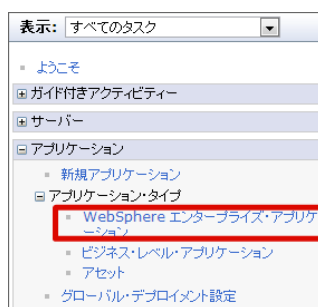 表示: すべてのタスク
ようこそ
ガイド付きアクティビティー
サーバー
アプリケーション
新規アプリケーション
アプリケーション・タイプ
WebSphere エンタープライズ・アプリケ
ーション
ビジネス・レベル・アプリケーション
アセット
グローバル・デプロイメント設定